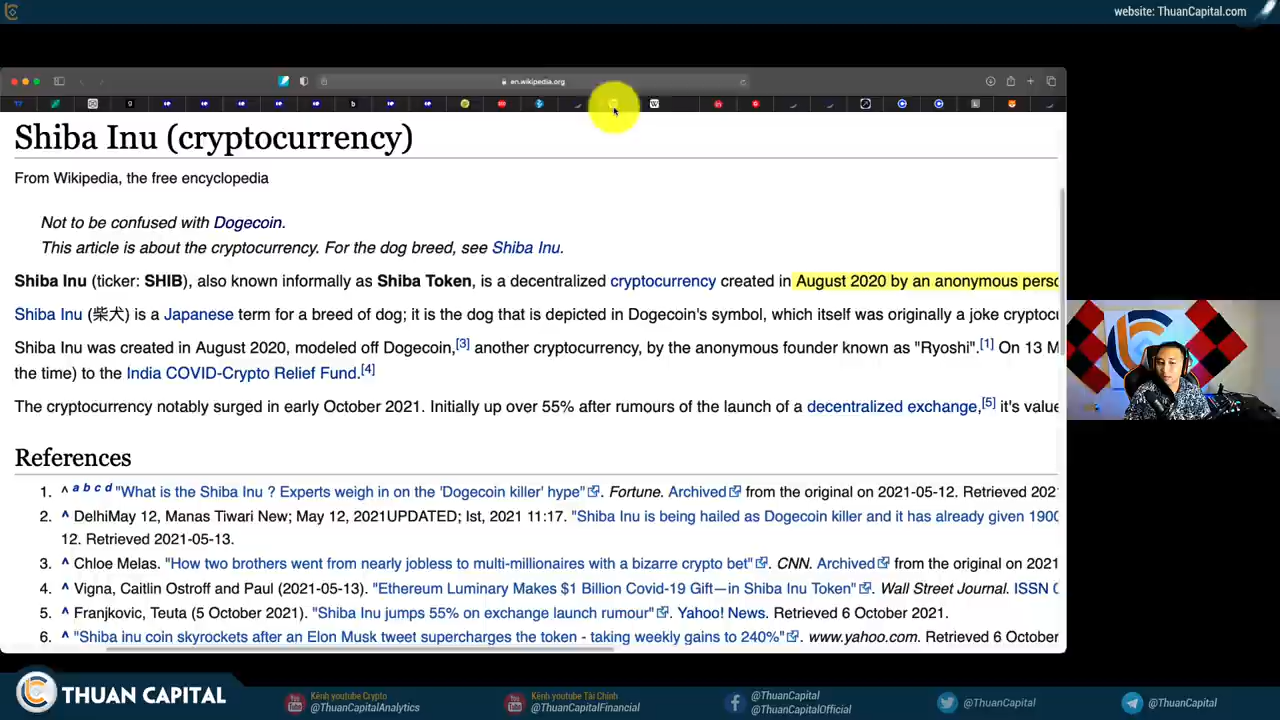 website: ThuanCapital.com
en.wikipedia.org
Shiba Inu (cryptocurrency)
From Wikipedia, the free encyclopedia
Not to be confused with Dogecoin.
This article is about the cryptocurrency. For the dog breed, see Shiba Inu.
Shiba Inu (ticker: SHIB), also known informally as Shiba Token, is a decentralized cryptocurrency created in August 2020 by an anonymous perso
Shiba Inu (柴犬) is a Japanese term for a breed of dog; it is the dog that is depicted in Dogecoin's symbol, which itself was originally a joke cryptoc
Shiba Inu was created in August 2020, modeled off Dogecoin,[3] another cryptocurrency, by the anonymous founder known as "Ryoshi".[1] On 13 M
the time) to the India COVID-Crypto Relief Fund.[4]
The cryptocurrency notably surged in early October 2021. Initially up over 55% after rumours of the launch of a decentralized exchange,[5] it's value
References
1. ^ a b c d "What is the Shiba Inu ? Experts weigh in on the 'Dogecoin killer' hype". Fortune. Archived from the original on 2021-05-12. Retrieved 202
2. ^ DelhiMay 12, Manas Tiwari New; May 12, 2021UPDATED; Ist, 2021 11:17. "Shiba Inu is being hailed as Dogecoin killer and it has already given 1900
12. Retrieved 2021-05-13.
3. ^ Chloe Melas. "How two brothers went from nearly jobless to multi-millionaires with a bizarre crypto bet". CNN. Archived from the original on 2021
4. ^ Vigna, Caitlin Ostroff and Paul (2021-05-13). "Ethereum Luminary Makes $1 Billion Covid-19 Gift—in Shiba Inu Token". Wall Street Journal. ISSN 0
5. ^ Franjkovic, Teuta (5 October 2021). "Shiba Inu jumps 55% on exchange launch rumour". Yahoo! News. Retrieved 6 October 2021.
6. ^ "Shiba inu coin skyrockets after an Elon Musk tweet supercharges the token - taking weekly gains to 240%". www.yahoo.com. Retrieved 6 October
THUAN CAPITAL
Kênh youtube Crypto
@ThuanCapitalAnalytics
Kênh youtube Tài Chính
@ThuanCapitalFinancial
@ThuanCapital
@ThuanCapitalOfficial
@ThuanCapital
@ThuanCapital